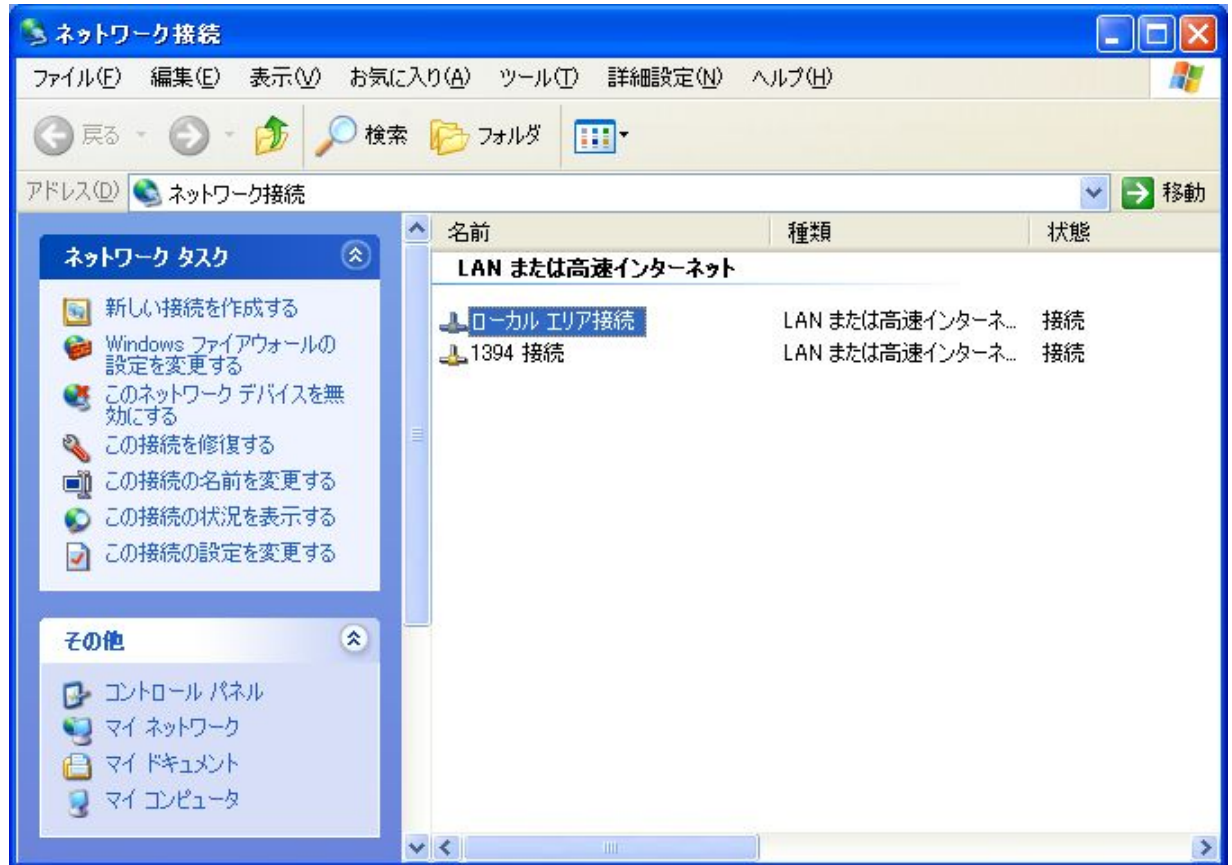 ネットワーク接続
ファイル(F) 編集(E) 表示(V) お気に入り(A) ツール(T) 詳細設定(N) ヘルプ(H)
戻る 検索 フォルダ
アドレス(D) ネットワーク接続 移動
ネットワーク タスク
新しい接続を作成する
Windows ファイアウォールの
設定を変更する
このネットワーク デバイスを無
効にする
この接続を修復する
この接続の名前を変更する
この接続の状況を表示する
この接続の設定を変更する
その他
コントロール パネル
マイ ネットワーク
マイ ドキュメント
マイ コンピュータ
名前 種類 状態
LAN または高速インターネット
ローカル エリア接続 LAN または高速インターネ... 接続
1394 接続 LAN または高速インターネ... 接続